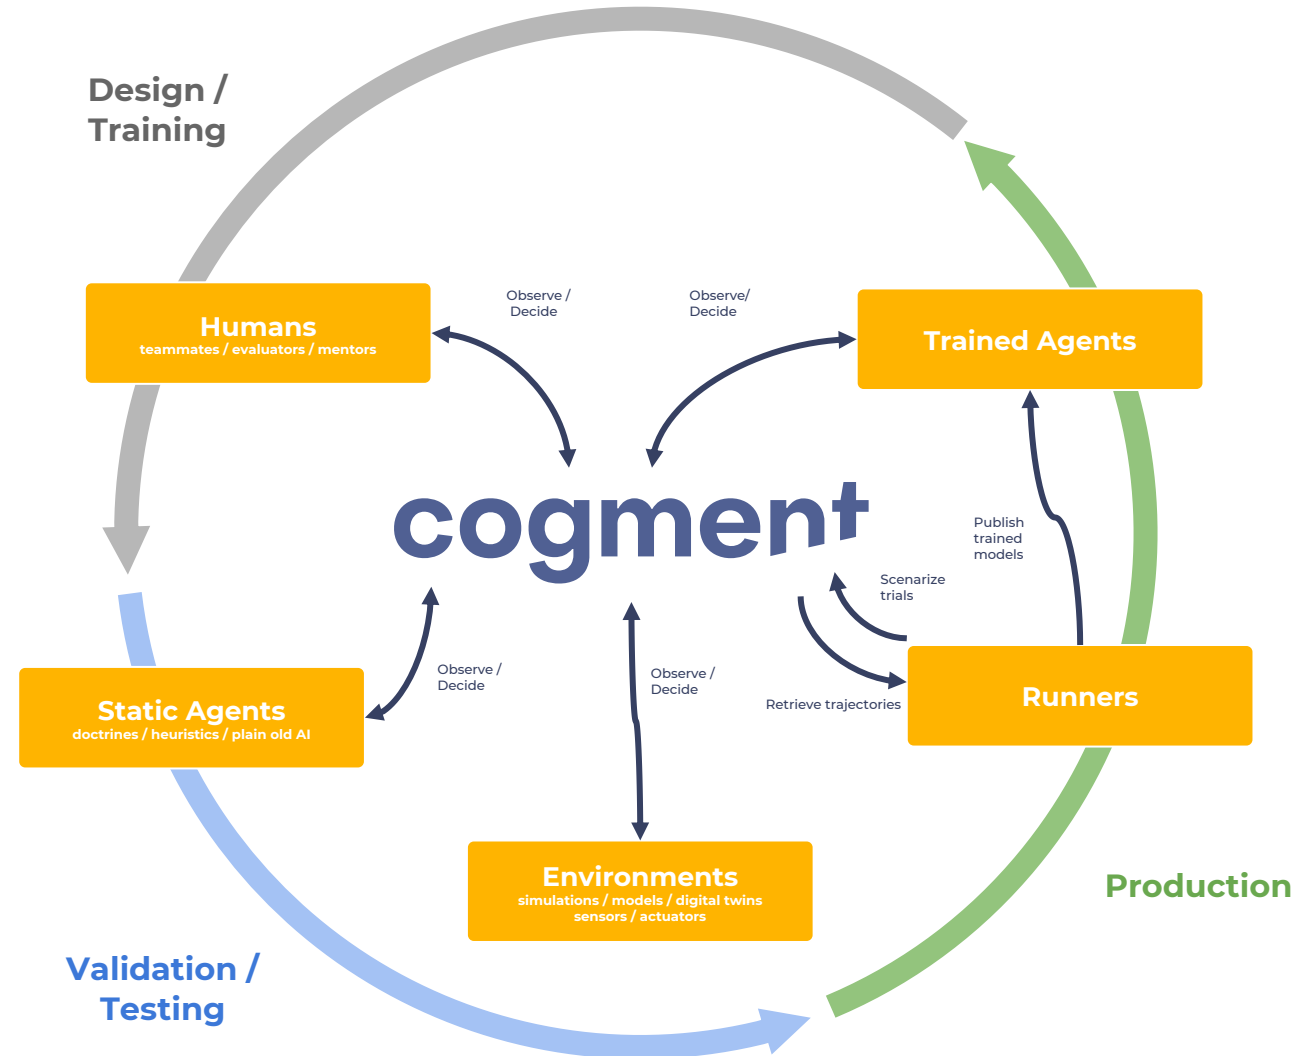 Design /
Training
Humans
teammates / evaluators / mentors
Observe /
Decide
Observe/
Decide
Trained Agents
cogment
Publish
trained
models
Scenarize
trials
Observe /
Decide
Observe /
Decide
Retrieve trajectories
Runners
Static Agents
doctrines / heuristics / plain old AI
Environments
simulations / models / digital twins
sensors / actuators
Production
Validation /
Testing